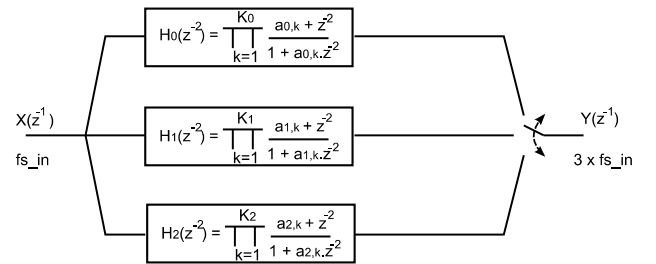 H0(z-2) = K0 ∏ k=1 a0,k + z-2 / 1 + a0,k.z-2
X(z-1)
fs_in
H1(z-2) = K1 ∏ k=1 a1,k + z-2 / 1 + a1,k.z-2
Y(z-1)
3 x fs_in
H2(z-2) = K2 ∏ k=1 a2,k + z-2 / 1 + a2,k.z-2